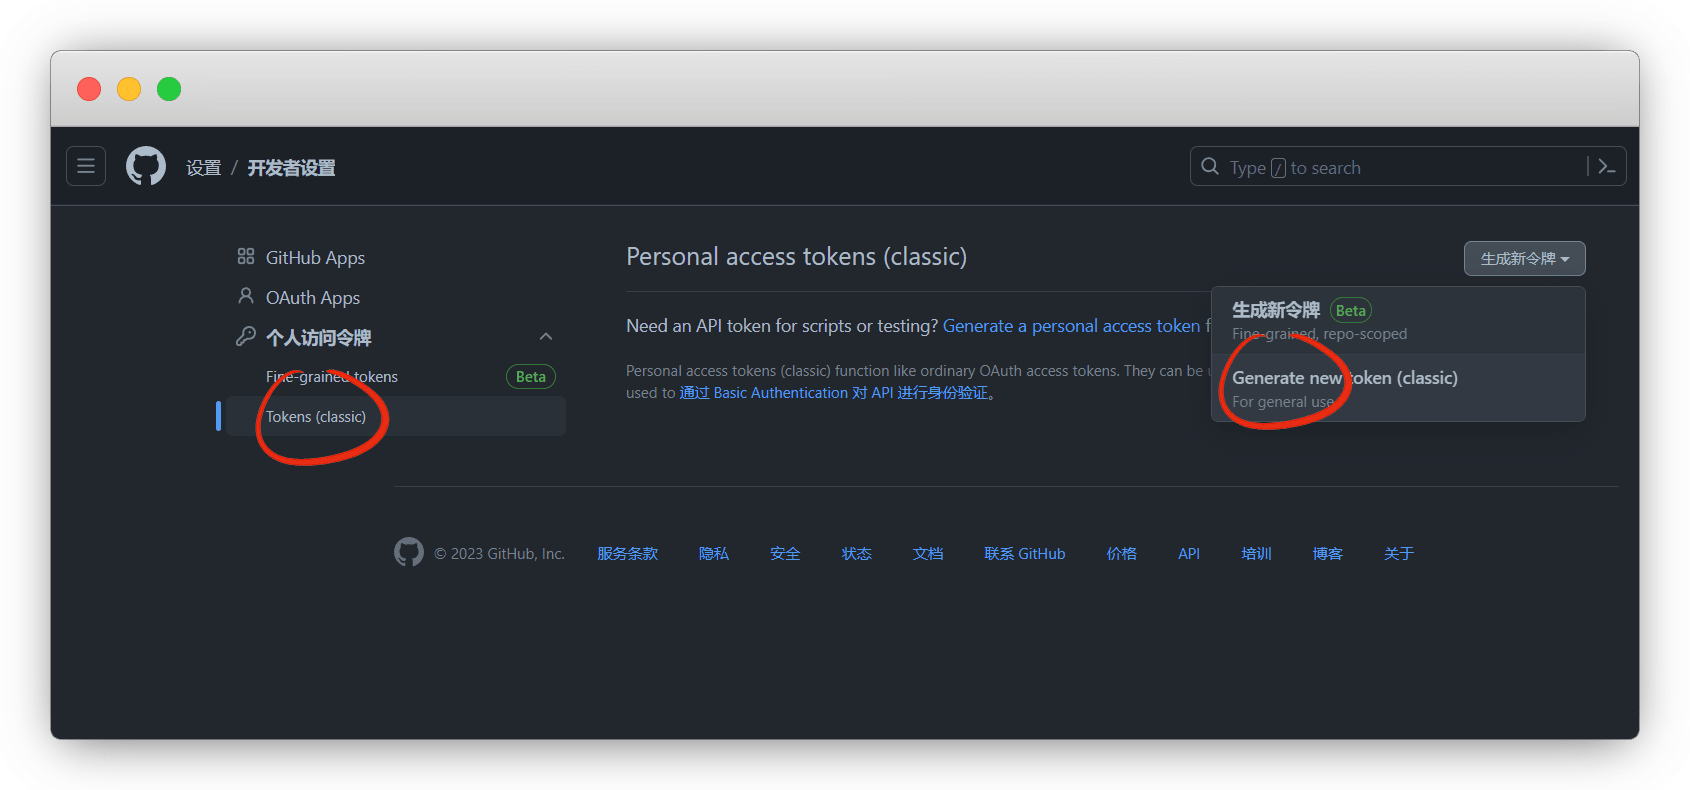 设置 / 开发者设置
Type / to search
GitHub Apps
OAuth Apps
个人访问令牌
Fine-grained tokens Beta
Tokens (classic)
Personal access tokens (classic)
生成新令牌
Need an API token for scripts or testing? Generate a personal access token f
Personal access tokens (classic) function like ordinary OAuth access tokens. They can be u
used to 通过 Basic Authentication 对 API 进行身份验证。
生成新令牌 Beta
Fine-grained, repo-scoped
Generate new token (classic)
For general use
© 2023 GitHub, Inc. 服务条款 隐私 安全 状态 文档 联系 GitHub 价格 API 培训 博客 关于